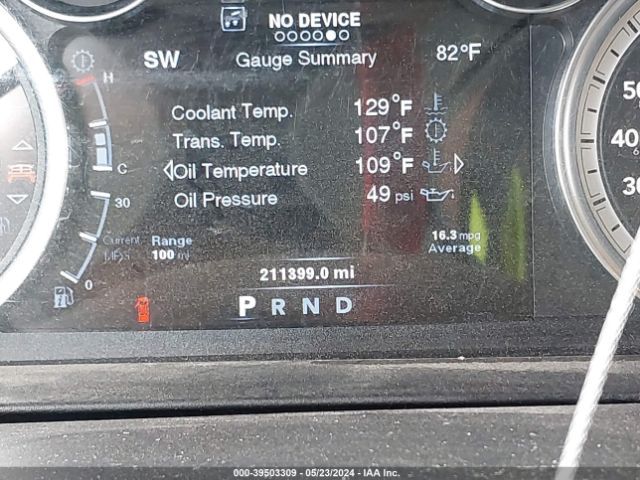 NO DEVICE
SW Gauge Summary 82°F
H
Coolant Temp. 129°F
Trans. Temp. 107°F
C Oil Temperature 109°F
Oil Pressure 49 psi
30
Current Range 16.3 mpg
100 mi Average
0
211399.0 mi
P R N D
50
40
30
000-39503309 - 05/23/2024 - IAA Inc.